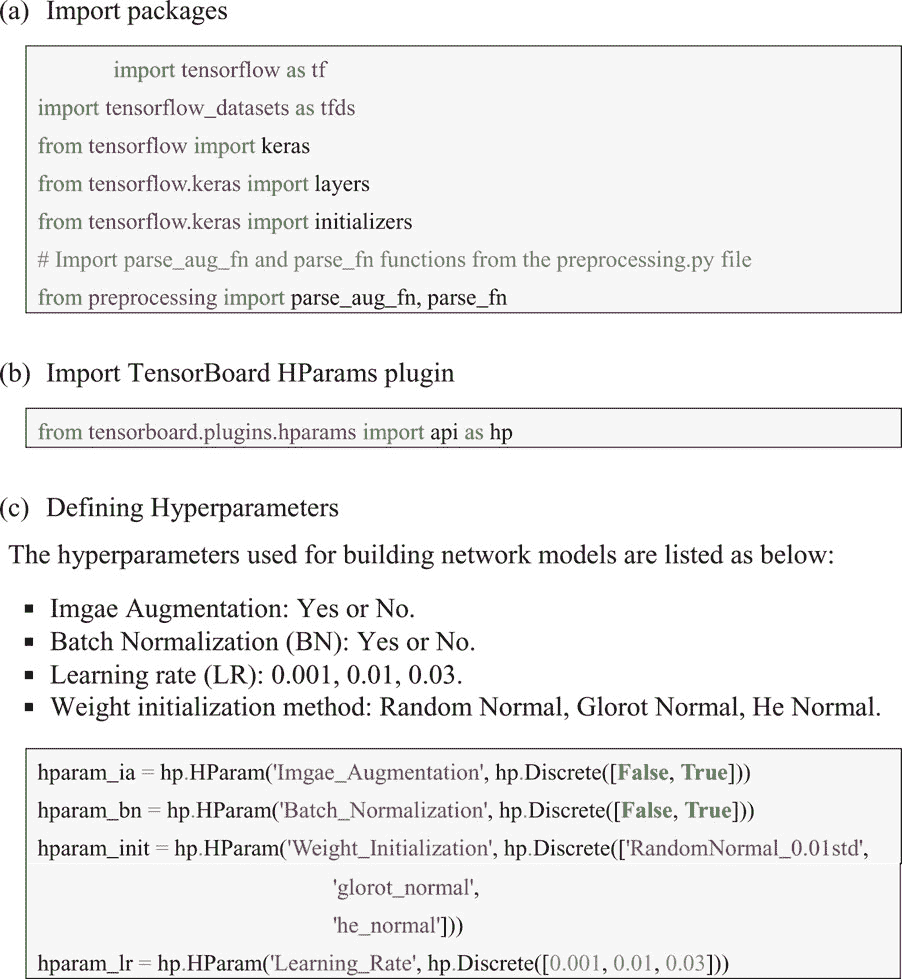 (a) Import packages
import tensorflow as tf
import tensorflow_datasets as tfds
from tensorflow import keras
from tensorflow.keras import layers
from tensorflow.keras import initializers
# Import parse_aug_fn and parse_fn functions from the preprocessing.py file
from preprocessing import parse_aug_fn, parse_fn
(b) Import TensorBoard HParams plugin
from tensorboard.plugins.hparams import api as hp
(c) Defining Hyperparameters
The hyperparameters used for building network models are listed as below:
▪ Imgae Augmentation: Yes or No.
▪ Batch Normalization (BN): Yes or No.
▪ Learning rate (LR): 0.001, 0.01, 0.03.
▪ Weight initialization method: Random Normal, Glorot Normal, He Normal.
hparam_ia = hp.HParam('Imgae_Augmentation', hp.Discrete([False, True]))
hparam_bn = hp.HParam('Batch_Normalization', hp.Discrete([False, True]))
hparam_init = hp.HParam('Weight_Initialization', hp.Discrete(['RandomNormal_0.01std',
'glorot_normal',
'he_normal']))
hparam_lr = hp.HParam('Learning_Rate', hp.Discrete([0.001, 0.01, 0.03]))